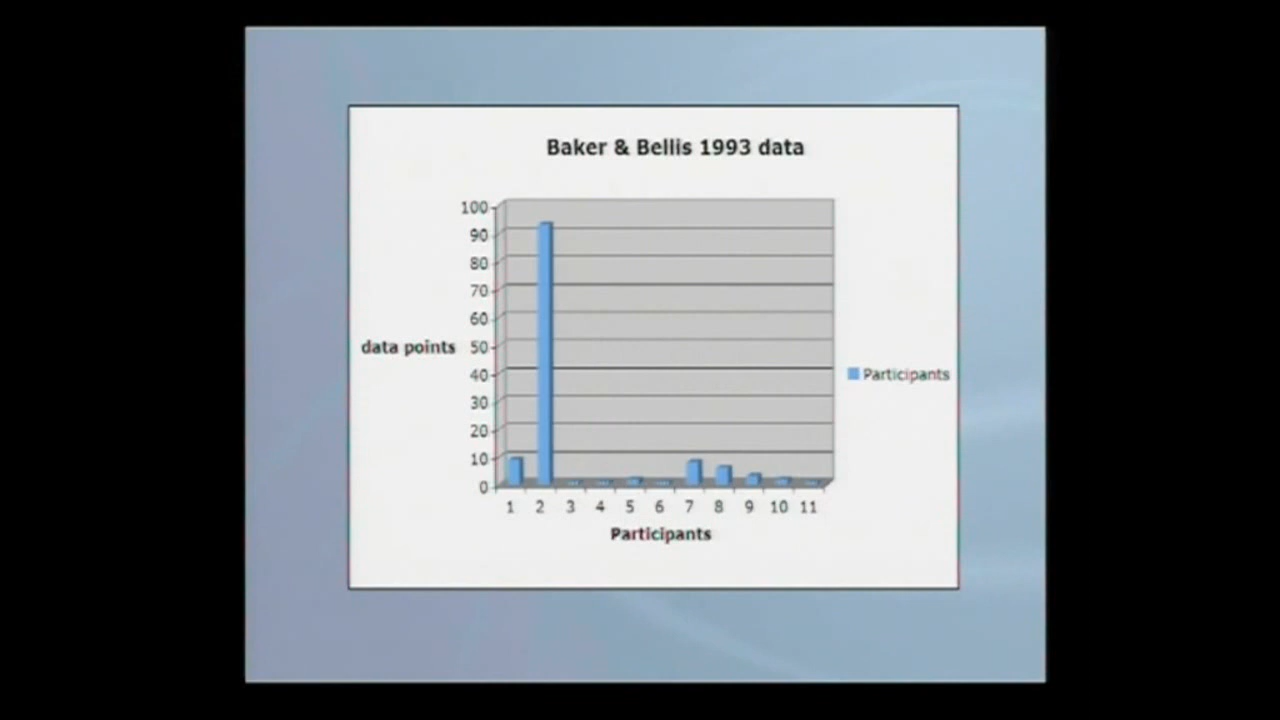 Baker & Bellis 1993 data
100
90
80
70
60
data points 50
40
30
20
10
0
1 2 3 4 5 6 7 8 9 10 11
Participants
Participants